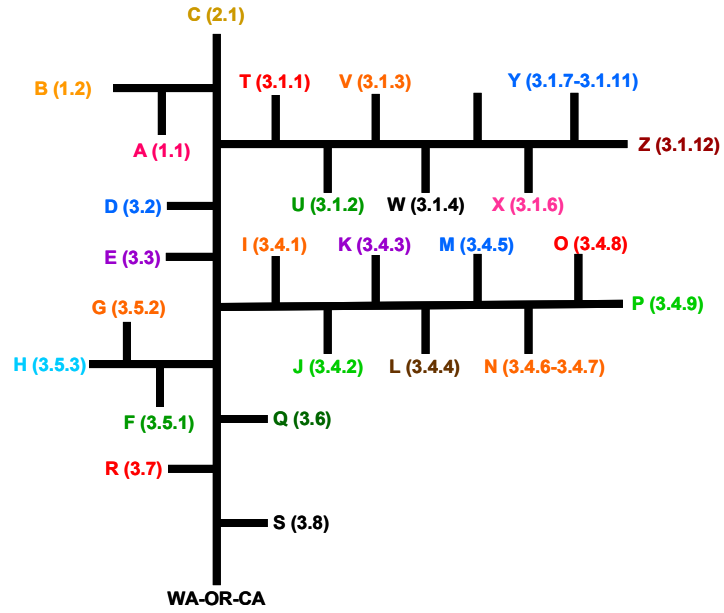 C (2.1)
B (1.2)
T (3.1.1)
V (3.1.3)
Y (3.1.7-3.1.11)
A (1.1)
Z (3.1.12)
D (3.2)
U (3.1.2)
W (3.1.4)
X (3.1.6)
E (3.3)
I (3.4.1)
K (3.4.3)
M (3.4.5)
O (3.4.8)
G (3.5.2)
P (3.4.9)
H (3.5.3)
J (3.4.2)
L (3.4.4)
N (3.4.6-3.4.7)
F (3.5.1)
Q (3.6)
R (3.7)
S (3.8)
WA-OR-CA